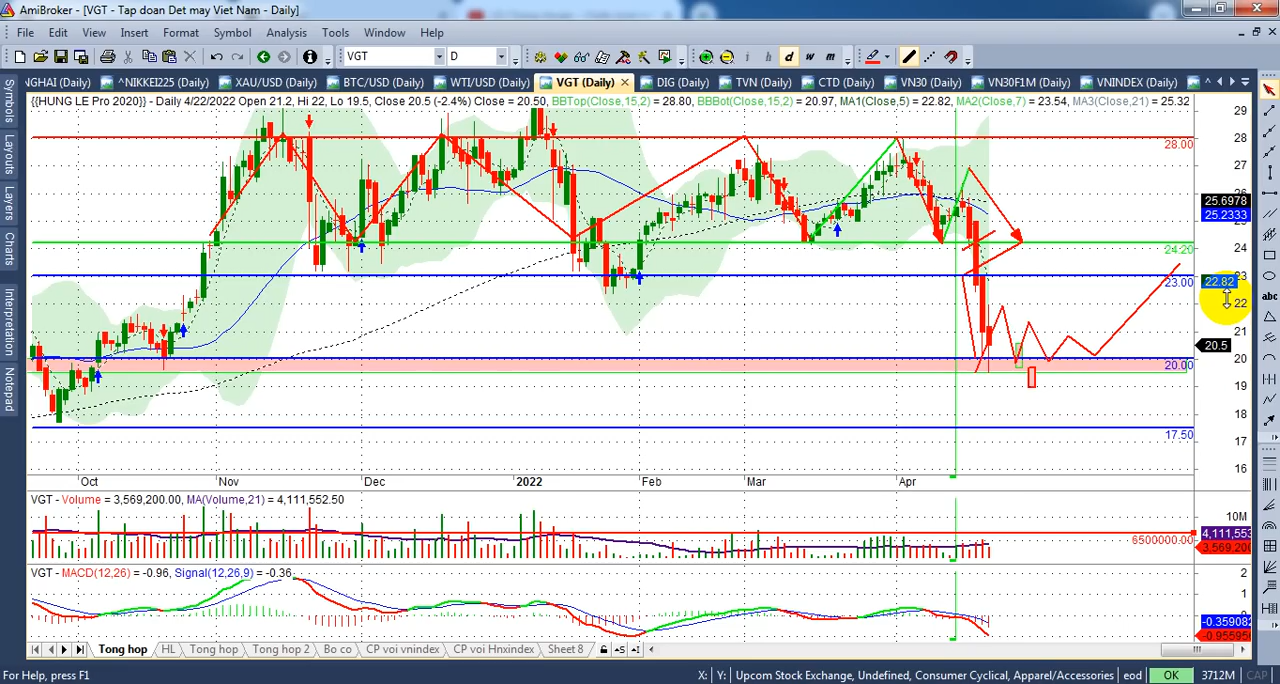 AmiBroker - [VGT - Tap doan Det may Viet Nam - Daily]
File Edit View Insert Format Symbol Analysis Tools Window Help
VGT D i h d w m
NGHAI (Daily) ^NIKKEI225 (Daily) XAU/USD (Daily) BTC/USD (Daily) WTI/USD (Daily) VGT (Daily) DIG (Daily) TVN (Daily) CTD (Daily) VN30 (Daily) VN30F1M (Daily) VNINDEX (Daily)
{{HUNG LE Pro 2020}} - Daily 4/22/2022 Open 21.2, Hi 22, Lo 19.5, Close 20.5 (-2.4%) Close = 20.50, BBTop(Close,15,2) = 28.80, BBBot(Close,15,2) = 20.97, MA1(Close,5) = 22.82, MA2(Close,7) = 23.54, MA3(Close,21) = 25.32
Symbols
Layouts
Layers
Charts
Interpretation
Notepad
abc
29
28
28.00
27
26
25.6978
25.2333
24
24.20
23
23.00
22.82
22
21
20.5
20
20.00
19
18
17.50
17
16
Oct Nov Dec 2022 Feb Mar Apr
VGT - Volume = 3,569,200.00, MA(Volume,21) = 4,111,552.50
10M
6500000.00
4,111,553
3,569,200
VGT - MACD(12,26) = -0.96, Signal(12,26,9) = -0.36
2
1
0
-0.359082
-0.955956
Tong hop HL Tong hop Tong hop 2 Bo co CP voi vnindex CP voi Hnxindex Sheet 8
For Help, press F1 X: Y: Upcom Stock Exchange, Undefined, Consumer Cyclical, Apparel/Accessories eod OK 3712M CAP